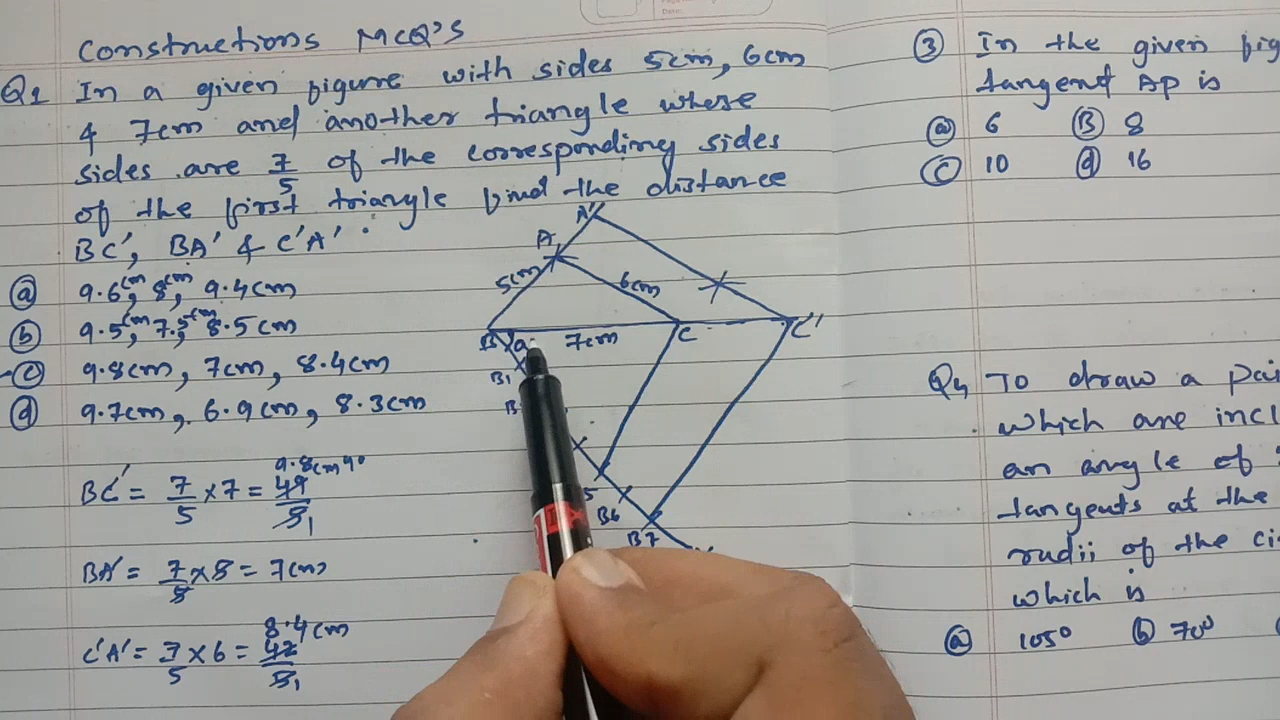 Constructions MCQ'S
Q1 In a given figure with sides 5cm, 6cm
& 7cm and another triangle whose
sides are 7/5 of the corresponding sides
of the first triangle find the distance
BC', BA' & C'A'.
(a) 9.6cm, 8cm, 9.4cm
(b) 9.5cm, 7.5cm, 8.5cm
(c) 9.8cm, 7cm, 8.4cm
(d) 9.7cm, 6.9cm, 8.3cm
BC' = 7/5 × 7 = 49/5 9.8cm
BA' = 7/5 × 5 = 7cm
C'A' = 7/5 × 6 = 42/5 8.4cm
A'
A
5cm
6cm
B
7cm
C
C'
B1
B
5
B6
B7
(3) In the given fig
tangent AP is
(a) 6 (B) 8
(c) 10 (d) 16
Q4 To draw a pai
which are incl
an angle of
tangents at the
radii of the ci
which is
(a) 105° (b) 70°